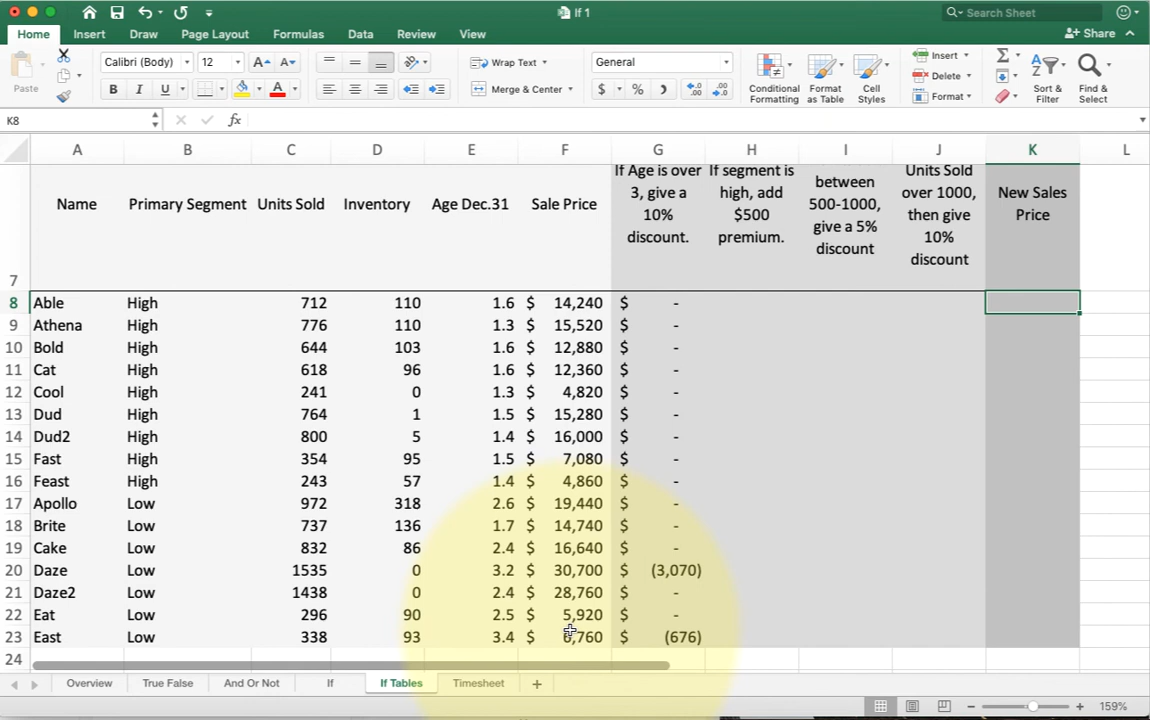 If 1
Search Sheet
Home Insert Draw Page Layout Formulas Data Review View
Share
Paste
Calibri (Body) 12
B I U
A A
Wrap Text
Merge & Center
General
$ %
Conditional Formatting
Format as Table
Cell Styles
Insert
Delete
Format
Sort & Filter
Find & Select
K8
fx
A B C D E F G H I J K L
7 Name Primary Segment Units Sold Inventory Age Dec.31 Sale Price If Age is over 3, give a 10% discount. If segment is high, add $500 premium. between 500-1000, give a 5% discount Units Sold over 1000, then give 10% discount New Sales Price
8 Able High 712 110 1.6 $ 14,240 $ -
9 Athena High 776 110 1.3 $ 15,520 $ -
10 Bold High 644 103 1.6 $ 12,880 $ -
11 Cat High 618 96 1.6 $ 12,360 $ -
12 Cool High 241 0 1.3 $ 4,820 $ -
13 Dud High 764 1 1.5 $ 15,280 $ -
14 Dud2 High 800 5 1.4 $ 16,000 $ -
15 Fast High 354 95 1.5 $ 7,080 $ -
16 Feast High 243 57 1.4 $ 4,860 $ -
17 Apollo Low 972 318 2.6 $ 19,440 $ -
18 Brite Low 737 136 1.7 $ 14,740 $ -
19 Cake Low 832 86 2.4 $ 16,640 $ -
20 Daze Low 1535 0 3.2 $ 30,700 $ (3,070)
21 Daze2 Low 1438 0 2.4 $ 28,760 $ -
22 Eat Low 296 90 2.5 $ 5,920 $ -
23 East Low 338 93 3.4 $ 6,760 $ (676)
24
Overview True False And Or Not If If Tables Timesheet +
159%